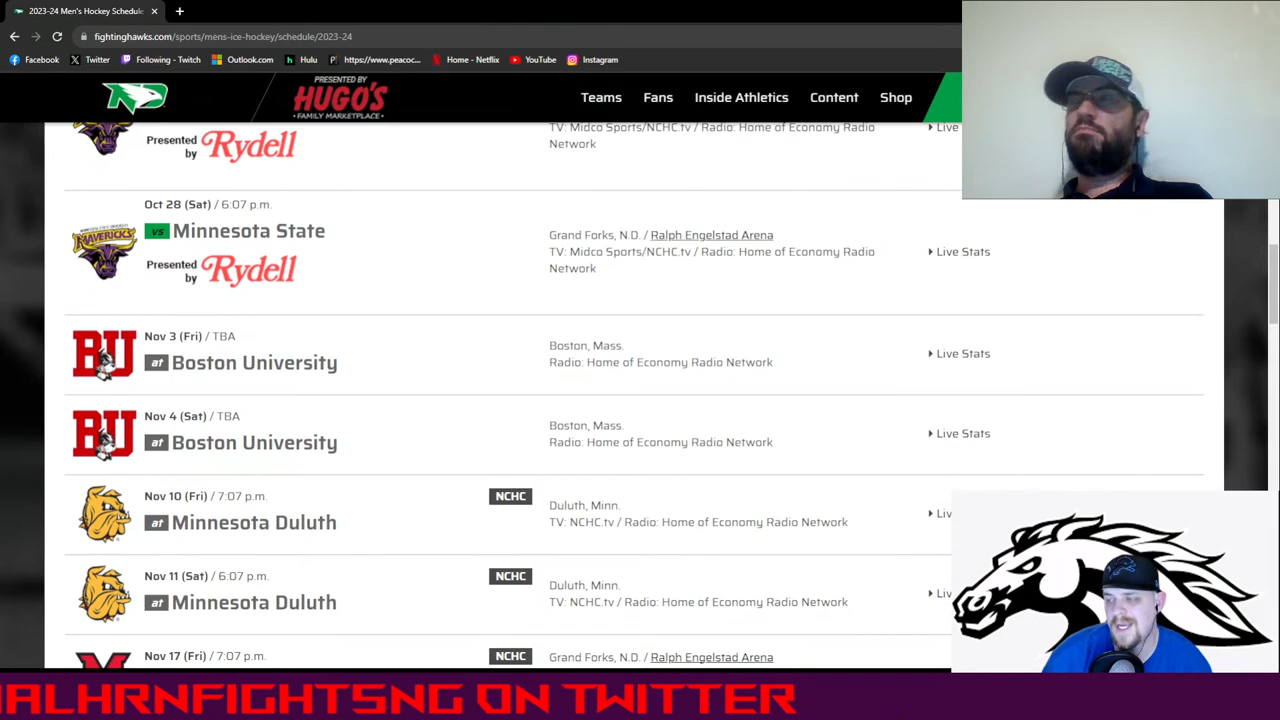 2023-24 Men's Hockey Schedule
fightinghawks.com/sports/mens-ice-hockey/schedule/2023-24
Facebook Twitter Following - Twitch Outlook.com Hulu https://www.peacoc... Home - Netflix YouTube Instagram
PRESENTED BY
HUGO'S
FAMILY MARKETPLACE
Teams Fans Inside Athletics Content Shop
Presented by Rydell
TV: Midco Sports/NCHC.tv / Radio: Home of Economy Radio Network
Live
Oct 28 (Sat) / 6:07 p.m.
vs Minnesota State
MAVERICKS
Presented by Rydell
Grand Forks, N.D. / Ralph Engelstad Arena
TV: Midco Sports/NCHC.tv / Radio: Home of Economy Radio Network
Live Stats
Nov 3 (Fri) / TBA
BU
at Boston University
Boston, Mass.
Radio: Home of Economy Radio Network
Live Stats
Nov 4 (Sat) / TBA
BU
at Boston University
Boston, Mass.
Radio: Home of Economy Radio Network
Live Stats
Nov 10 (Fri) / 7:07 p.m.
at Minnesota Duluth
NCHC
Duluth, Minn.
TV: NCHC.tv / Radio: Home of Economy Radio Network
Liv
Nov 11 (Sat) / 6:07 p.m.
at Minnesota Duluth
NCHC
Duluth, Minn.
TV: NCHC.tv / Radio: Home of Economy Radio Network
Liv
Nov 17 (Fri) / 7:07 p.m.
NCHC
Grand Forks, N.D. / Ralph Engelstad Arena
ALHRNFIGHTSNG ON TWITTER